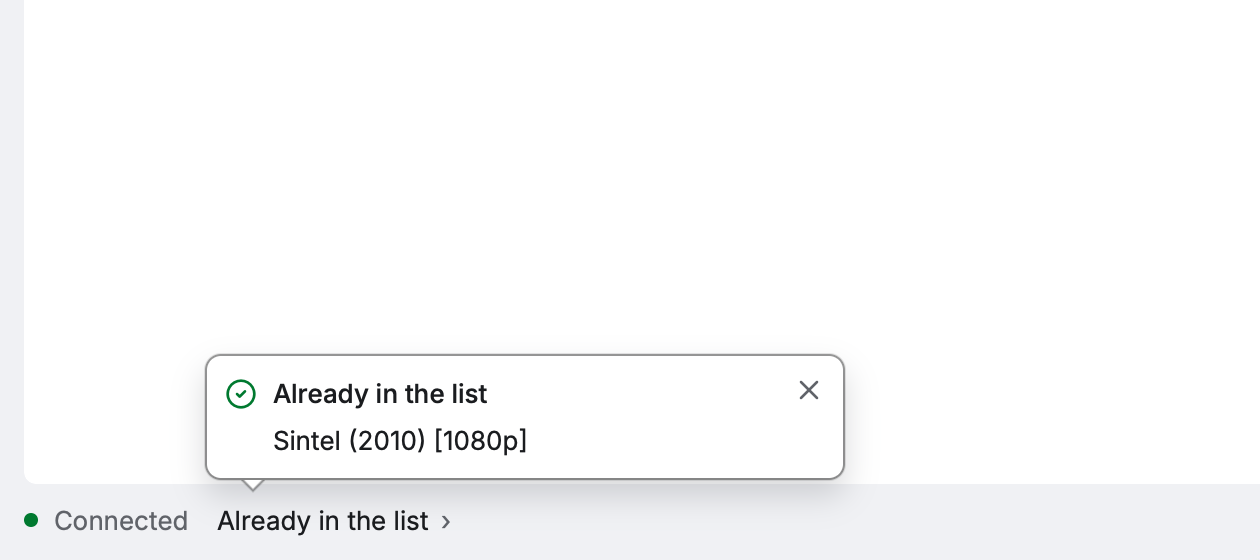 Already in the list
Sintel (2010) [1080p]
Connected
Already in the list ›